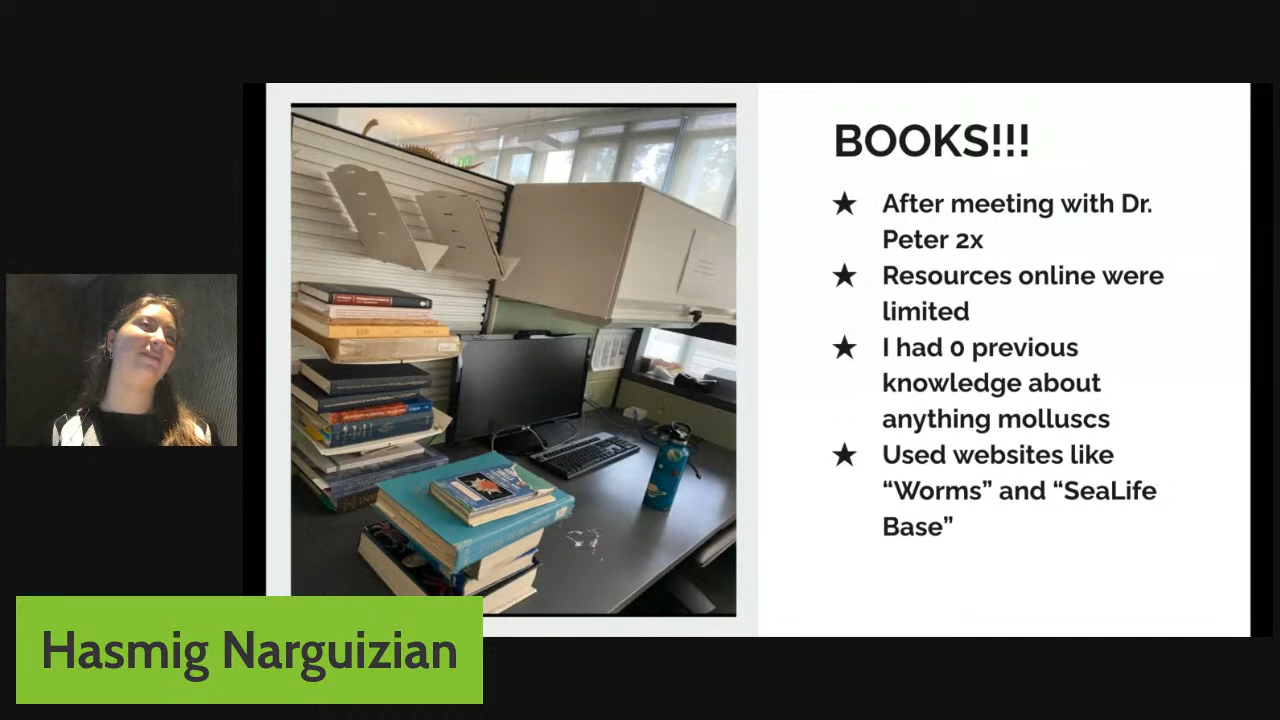 BOOKS!!!
★ After meeting with Dr.
Peter 2x
★ Resources online were
limited
★ I had 0 previous
knowledge about
anything molluscs
★ Used websites like
“Worms” and “SeaLife
Base”
Hasmig Narguizian